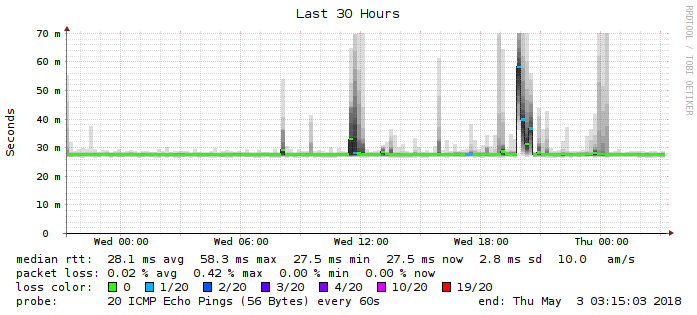 Last 30 Hours
RRDTOOL / TOBI OETIKER
Seconds
70 m
60 m
50 m
40 m
30 m
20 m
10 m
0
Wed 00:00 Wed 06:00 Wed 12:00 Wed 18:00 Thu 00:00
median rtt: 28.1 ms avg 58.3 ms max 27.5 ms min 27.5 ms now 2.8 ms sd 10.0 am/s
packet loss: 0.02 % avg 0.42 % max 0.00 % min 0.00 % now
loss color: 0 1/20 2/20 3/20 4/20 10/20 19/20
probe: 20 ICMP Echo Pings (56 Bytes) every 60s end: Thu May 3 03:15:03 2018